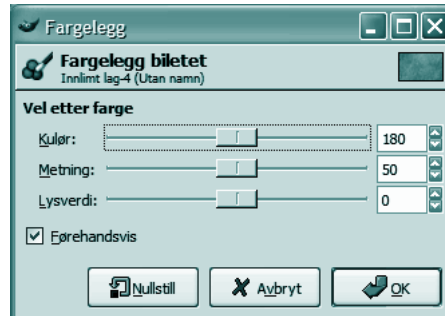 Fargelegg
Fargelegg biletet
Innlimt lag-4 (Utan namn)
Vel etter farge
Kulør: 180
Metning: 50
Lysverdi: 0
Førehandsvis
Nullstill Avbryt OK